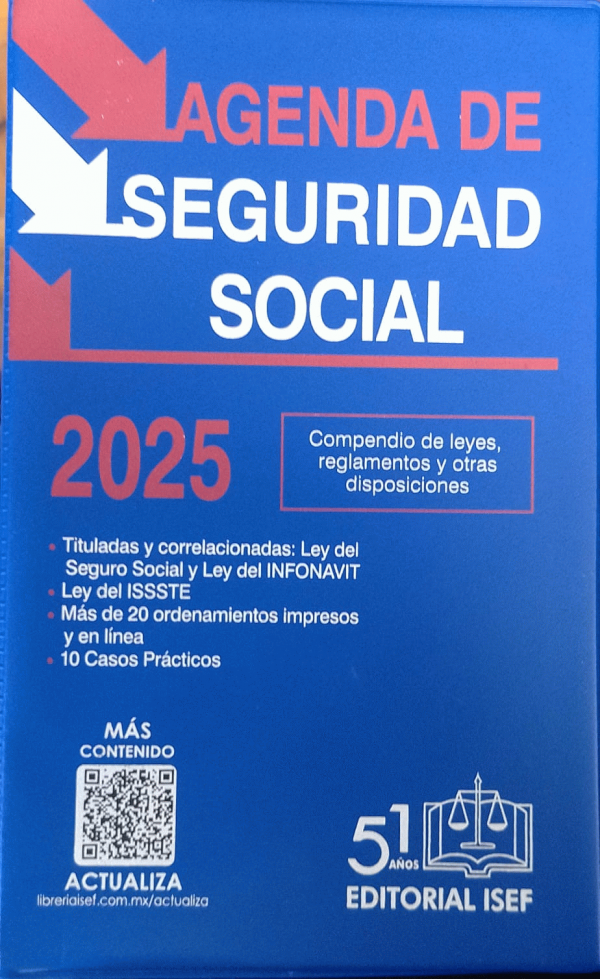 AGENDA DE
SEGURIDAD
SOCIAL
2025
Compendio de leyes,
reglamentos y otras
disposiciones
• Tituladas y correlacionadas: Ley del
Seguro Social y Ley del INFONAVIT
• Ley del ISSSTE
• Más de 20 ordenamientos impresos
y en línea
• 10 Casos Prácticos
MÁS
CONTENIDO
ACTUALIZA
libreriaisef.com.mx/actualiza
51
AÑOS
EDITORIAL ISEF